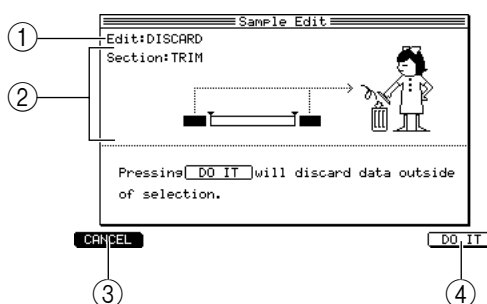 Sample Edit
① Edit:DISCARD
② Section:TRIM
Pressing DO IT will discard data outside
of selection.
CANCEL DO IT
③ ④